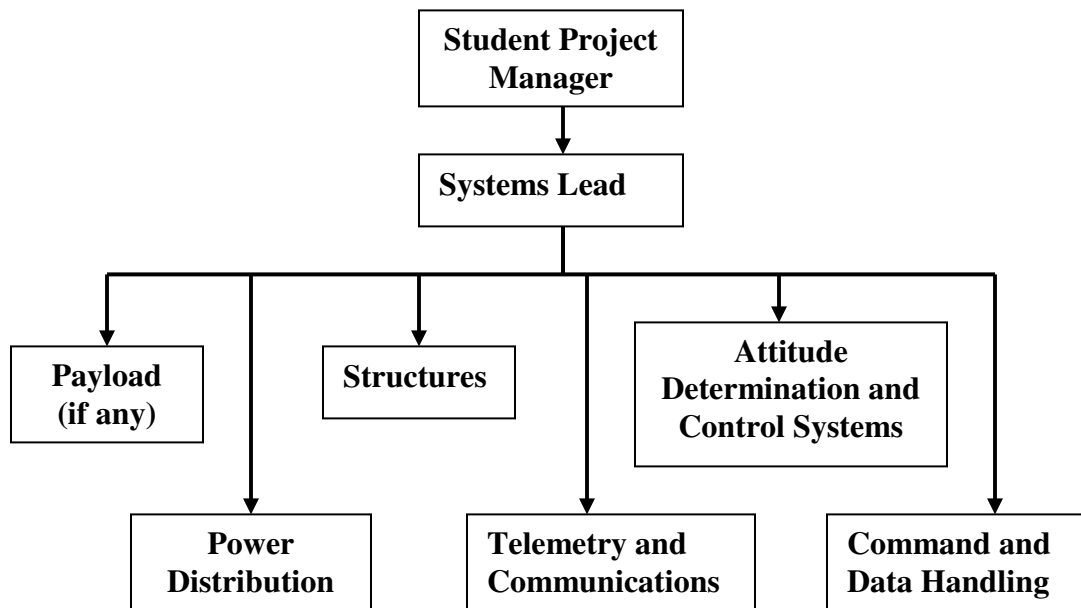 Student Project
Manager
Systems Lead
Payload
(if any)
Structures
Attitude
Determination and
Control Systems
Power
Distribution
Telemetry and
Communications
Command and
Data Handling